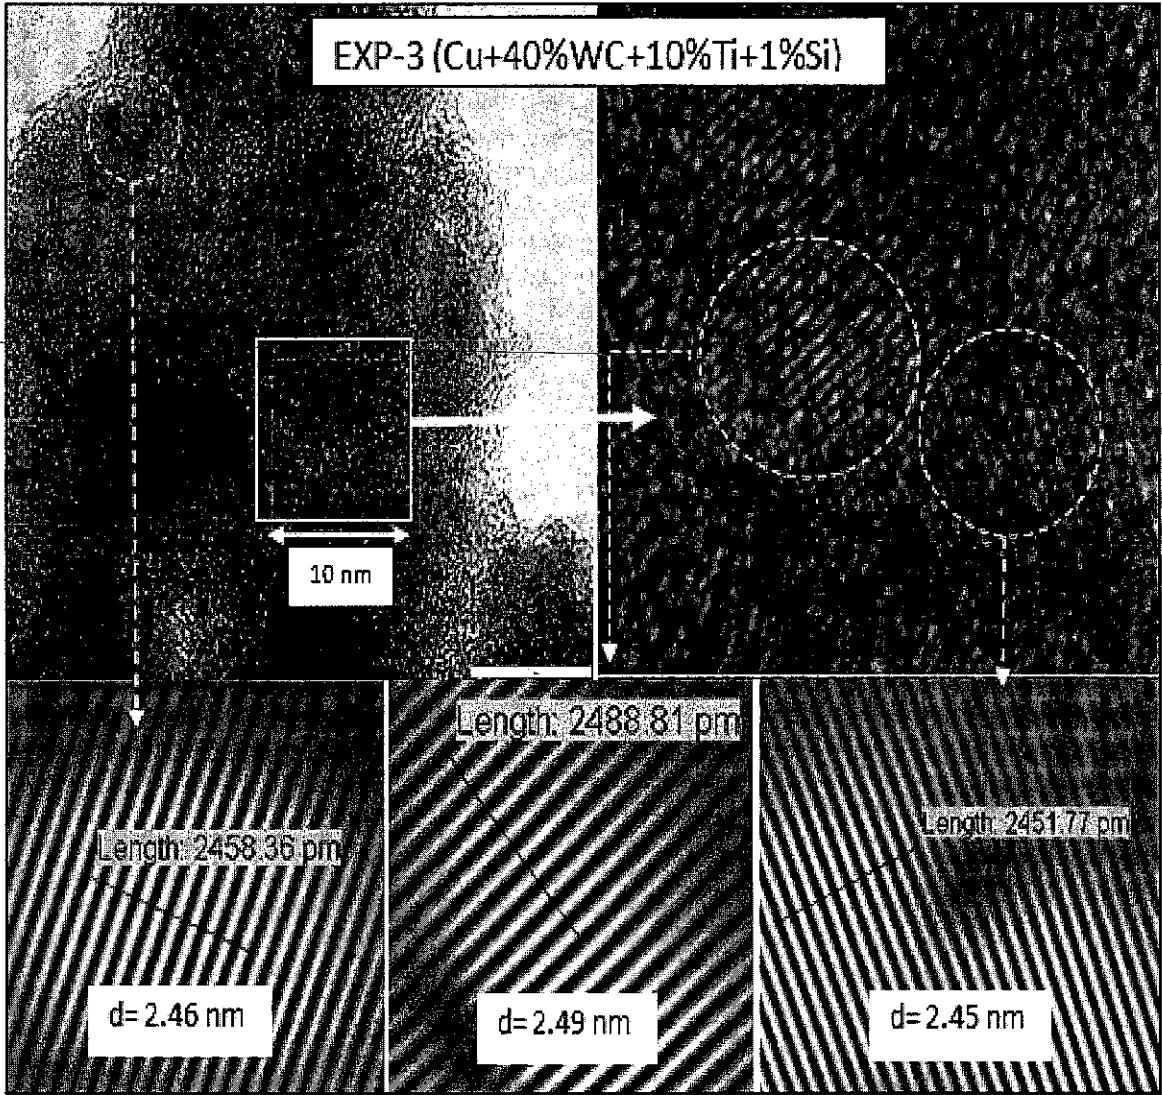 EXP-3 (Cu+40%WC+10%Ti+1%Si)
10 nm
Length: 2488.81 pm
Length: 2458.36 pm
Length: 2451.77 pm
d= 2.46 nm
d= 2.49 nm
d= 2.45 nm